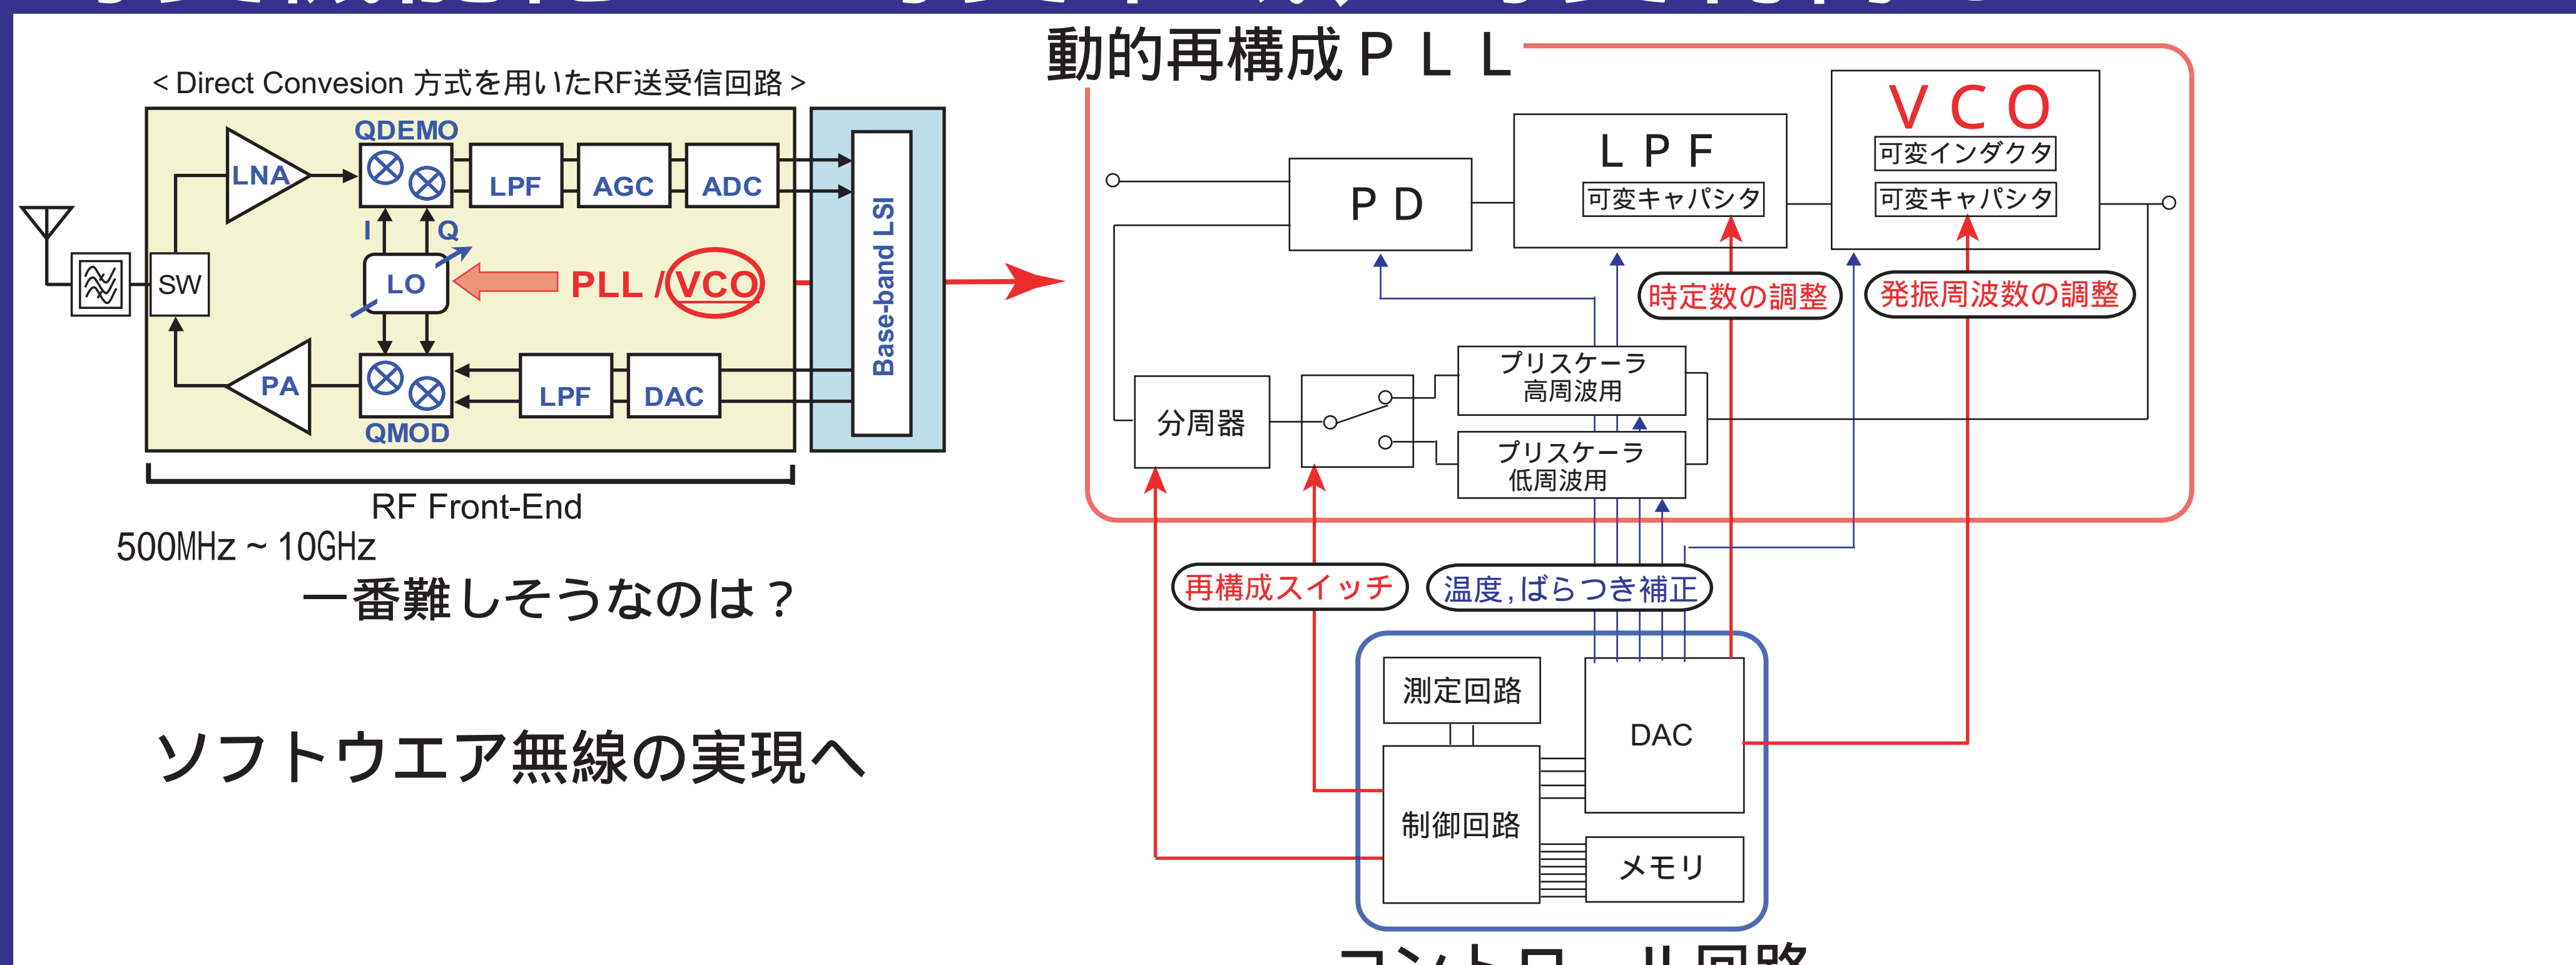 動的再構成ＰＬＬ
< Direct Convesion 方式を用いたRF送受信回路 >
QDEMO
LNA
LPF
AGC
ADC
I
Q
SW
LO
PLL / VCO
Base-band LSI
PA
LPF
DAC
QMOD
RF Front-End
500MHz ~ 10GHz
一番難しそうなのは？
ソフトウエア無線の実現へ
ＰＤ
ＬＰＦ
可変キャパシタ
ＶＣＯ
可変インダクタ
可変キャパシタ
時定数の調整
発振周波数の調整
分周器
プリスケーラ
高周波用
プリスケーラ
低周波用
再構成スイッチ
温度,ばらつき補正
測定回路
DAC
制御回路
メモリ
コントロール回路